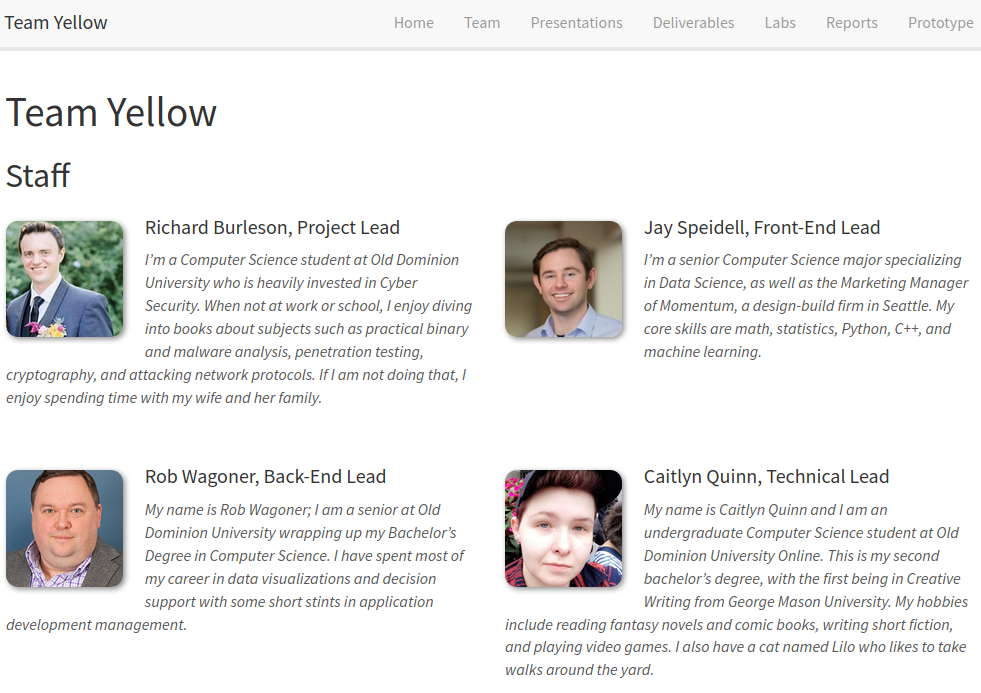 Team Yellow
Home Team Presentations Deliverables Labs Reports Prototype
Team Yellow
Staff
Richard Burleson, Project Lead
I'm a Computer Science student at Old Dominion
University who is heavily invested in Cyber
Security. When not at work or school, I enjoy diving
into books about subjects such as practical binary
and malware analysis, penetration testing,
cryptography, and attacking network protocols. If I am not doing that, I
enjoy spending time with my wife and her family.
Jay Speidell, Front-End Lead
I'm a senior Computer Science major specializing
in Data Science, as well as the Marketing Manager
of Momentum, a design-build firm in Seattle. My
core skills are math, statistics, Python, C++, and
machine learning.
Rob Wagoner, Back-End Lead
My name is Rob Wagoner; I am a senior at Old
Dominion University wrapping up my Bachelor's
Degree in Computer Science. I have spent most of
my career in data visualizations and decision
support with some short stints in application
development management.
Caitlyn Quinn, Technical Lead
My name is Caitlyn Quinn and I am an
undergraduate Computer Science student at Old
Dominion University Online. This is my second
bachelor's degree, with the first being in Creative
Writing from George Mason University. My hobbies
include reading fantasy novels and comic books, writing short fiction,
and playing video games. I also have a cat named Lilo who likes to take
walks around the yard.